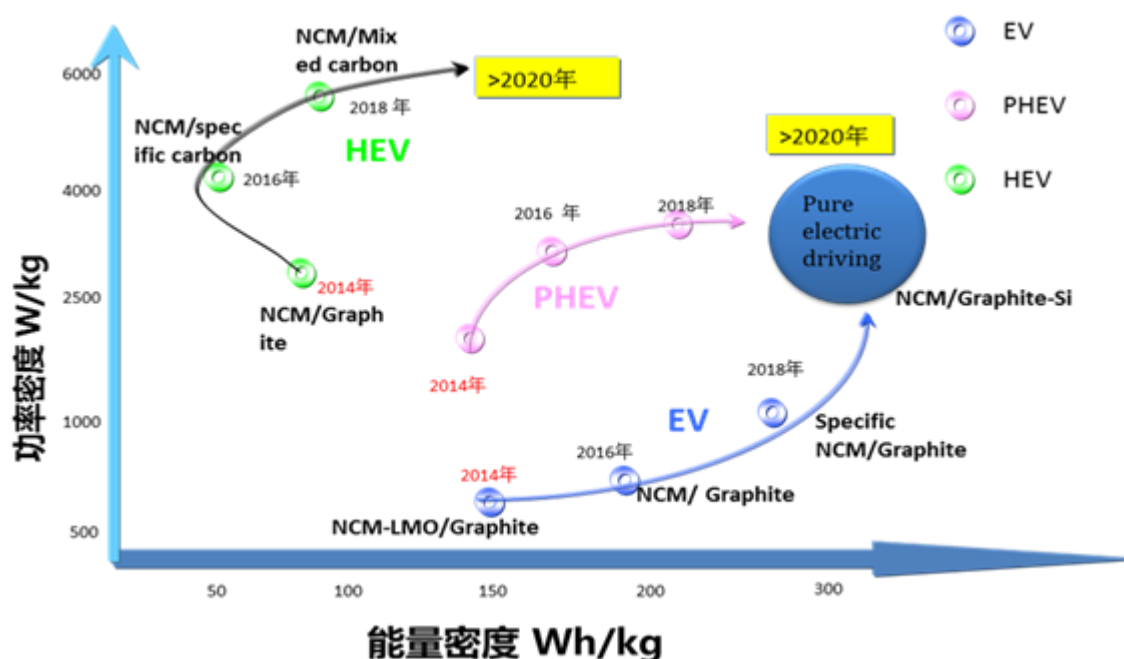 NCM/Mix
ed carbon
6000
>2020年
2018 年
NCM/spec
ific carbon
HEV
2016年
4000
2014年
NCM/Graph
ite
2500
功率密度 W/kg
1000
500
EV
PHEV
HEV
>2020年
Pure
electric
driving
NCM/Graphite-Si
2016 年
2018年
PHEV
2014年
2018年
EV
Specific
NCM/Graphite
2016年
NCM/ Graphite
2014年
NCM-LMO/Graphite
50
100
150
200
300
能量密度 Wh/kg